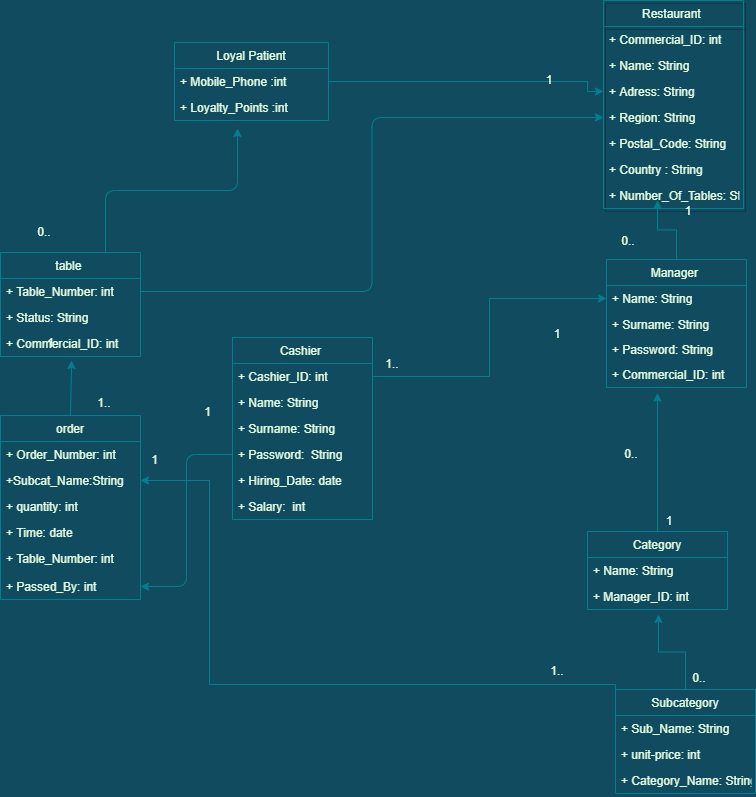 Restaurant
+ Commercial_ID: int
+ Name: String
+ Adress: String
+ Region: String
+ Postal_Code: String
+ Country : String
+ Number_Of_Tables: St
Loyal Patient
+ Mobile_Phone :int
+ Loyalty_Points :int
1
1
0..
0..
table
+ Table_Number: int
+ Status: String
+ Commercial_ID: int
1
Manager
+ Name: String
+ Surname: String
+ Password: String
+ Commercial_ID: int
1
1..
Cashier
+ Cashier_ID: int
+ Name: String
+ Surname: String
+ Password:  String
+ Hiring_Date: date
+ Salary:  int
1..
1
1
order
+ Order_Number: int
+Subcat_Name:String
+ quantity: int
+ Time: date
+ Table_Number: int
+ Passed_By: int
0..
1
Category
+ Name: String
+ Manager_ID: int
1..
0..
Subcategory
+ Sub_Name: String
+ unit-price: int
+ Category_Name: Strin